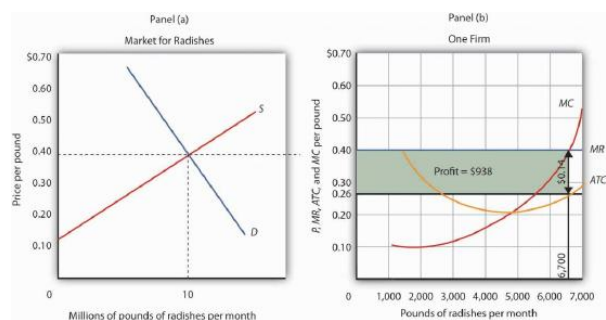 Panel (a)
Market for Radishes
$0.70
0.60
0.50
0.40
0.30
0.20
0.10
0
10
S
D
Price per pound
Millions of pounds of radishes per month
Panel (b)
One Firm
$0.70
0.60
0.50
0.40
0.30
0.26
0.20
0.10
0 1,000 2,000 3,000 4,000 5,000 6,000 7,000
P, MR, ATC, and MC per pound
MC
MR
ATC
Profit = $938
$0.14
6,700
Pounds of radishes per month